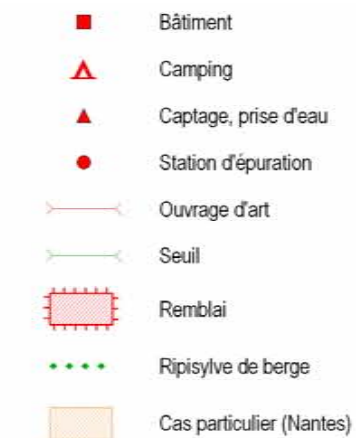 Bâtiment
Camping
Captage, prise d'eau
Station d'épuration
Ouvrage d'art
Seuil
Remblai
Ripisylve de berge
Cas particulier (Nantes)